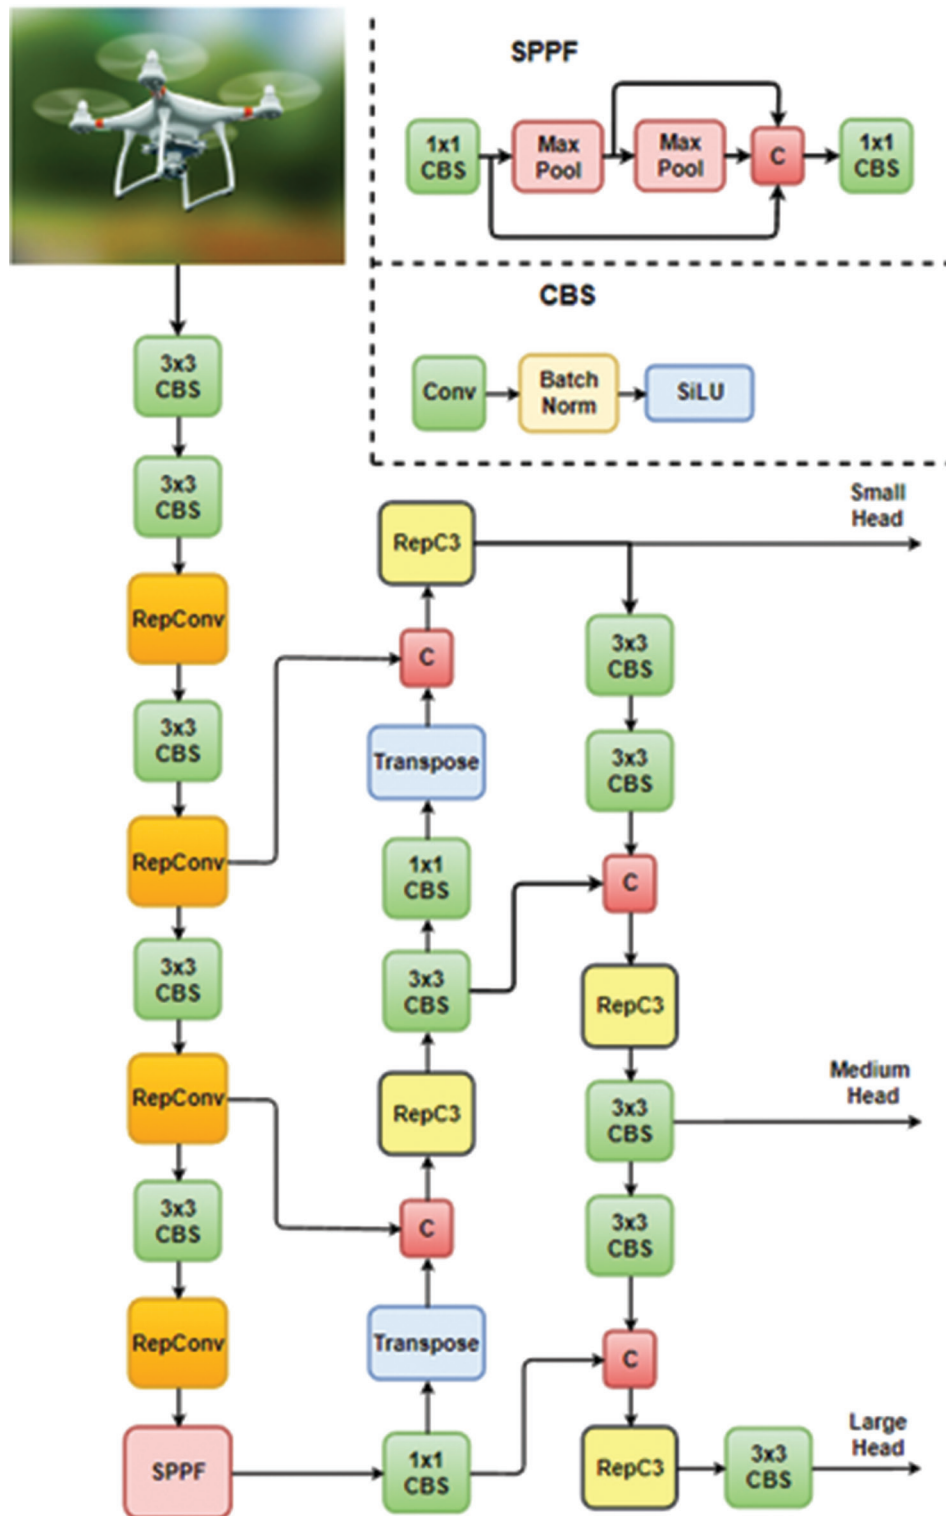 SPPF
1x1
CBS
Max
Pool
Max
Pool
C
1x1
CBS
CBS
Conv
Batch
Norm
SiLU
3x3
CBS
3x3
CBS
RepConv
3x3
CBS
RepConv
3x3
CBS
RepConv
3x3
CBS
RepConv
SPPF
RepC3
C
Transpose
1x1
CBS
3x3
CBS
RepC3
C
Transpose
1x1
CBS
Small
Head
3x3
CBS
3x3
CBS
C
RepC3
Medium
Head
3x3
CBS
3x3
CBS
C
RepC3
3x3
CBS
Large
Head